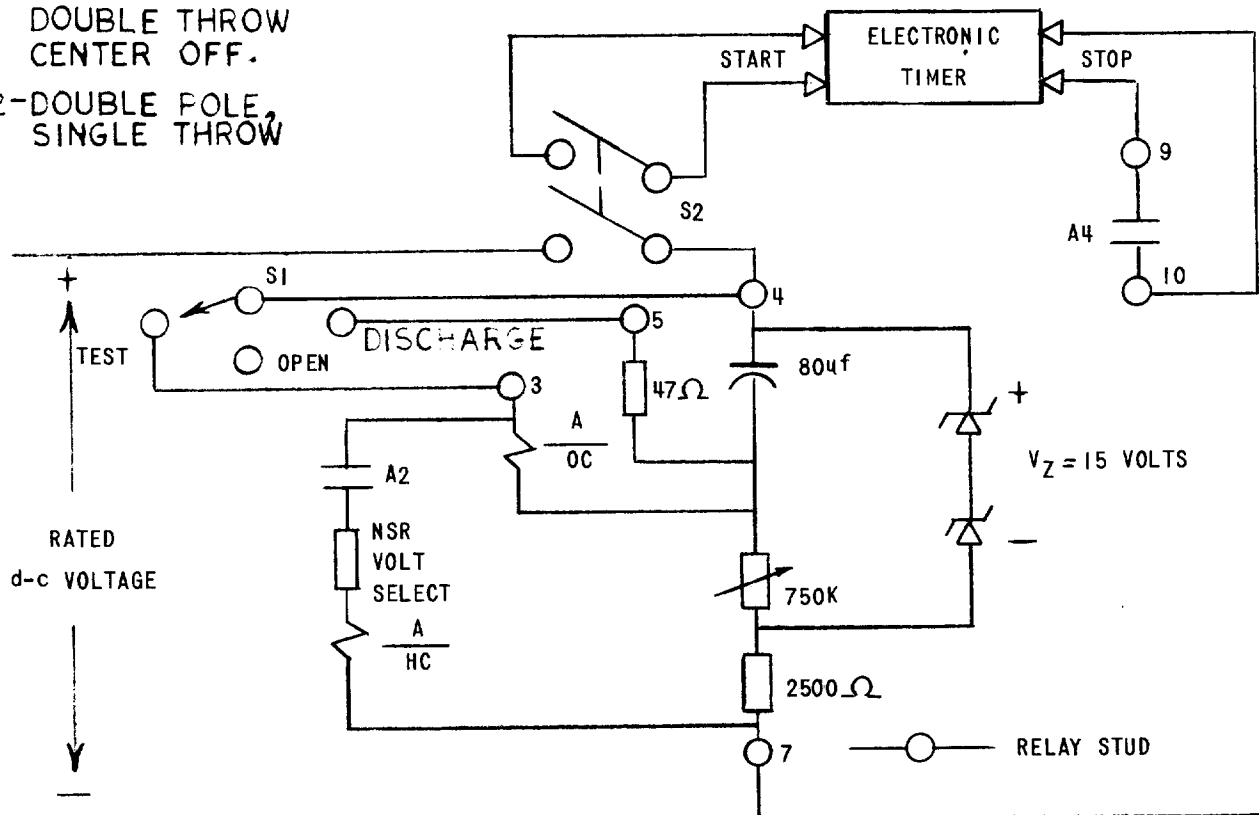 DOUBLE THROW
CENTER OFF.
2-DOUBLE POLE,
SINGLE THROW
START
ELECTRONIC
TIMER
STOP
9
A4
10
S2
+
S1
4
TEST
5
DISCHARGE
OPEN
3
47Ω
80uf
+
A
OC
VZ = 15 VOLTS
A2
RATED
d-c VOLTAGE
NSR
VOLT
SELECT
—
750K
A
HC
2500Ω
7
RELAY STUD
—